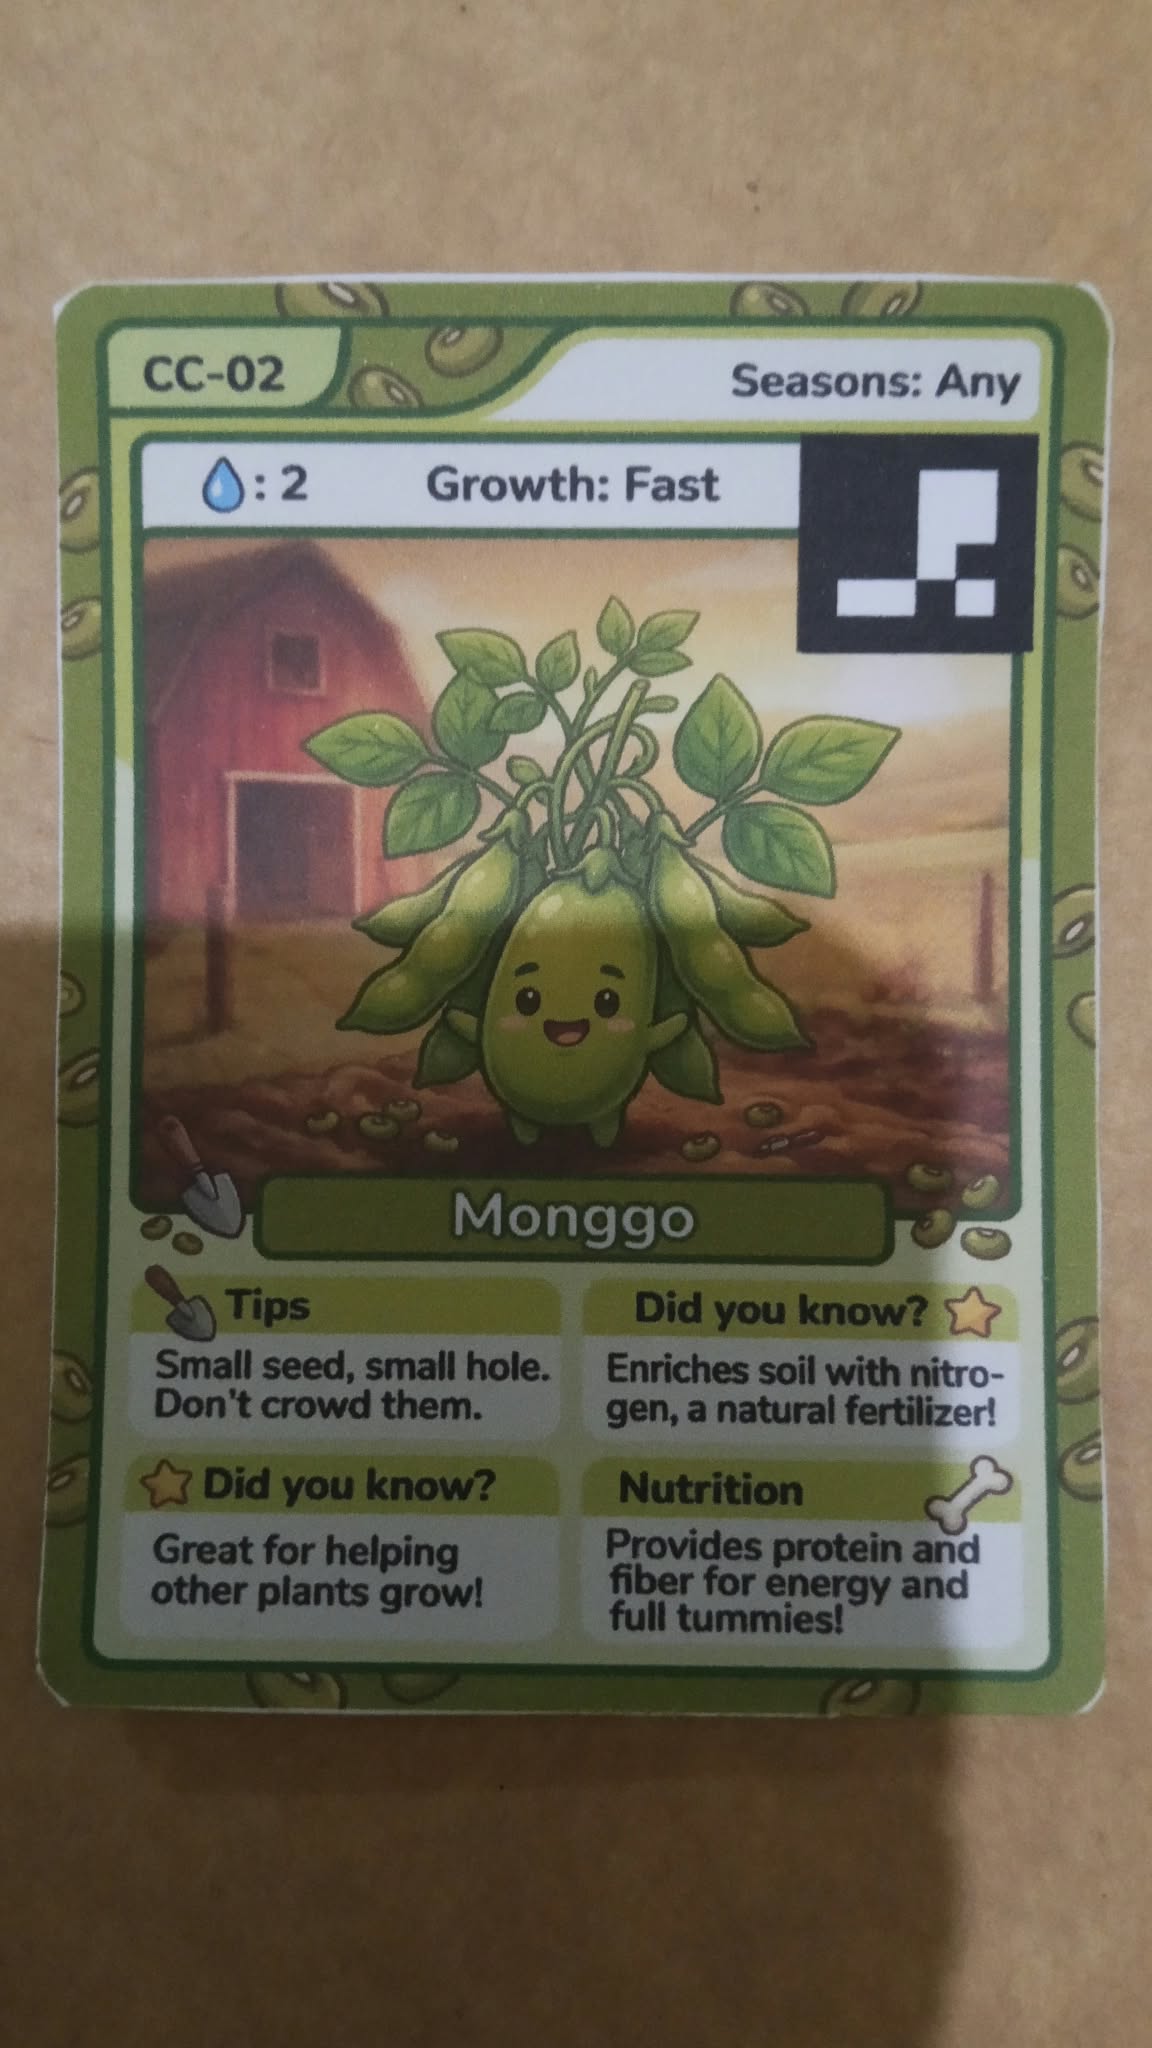 CC-02
Seasons: Any
: 2
Growth: Fast
Monggo
Tips
Small seed, small hole.
Don't crowd them.
Did you know?
Enriches soil with nitro-
gen, a natural fertilizer!
Did you know?
Great for helping
other plants grow!
Nutrition
Provides protein and
fiber for energy and
full tummies!